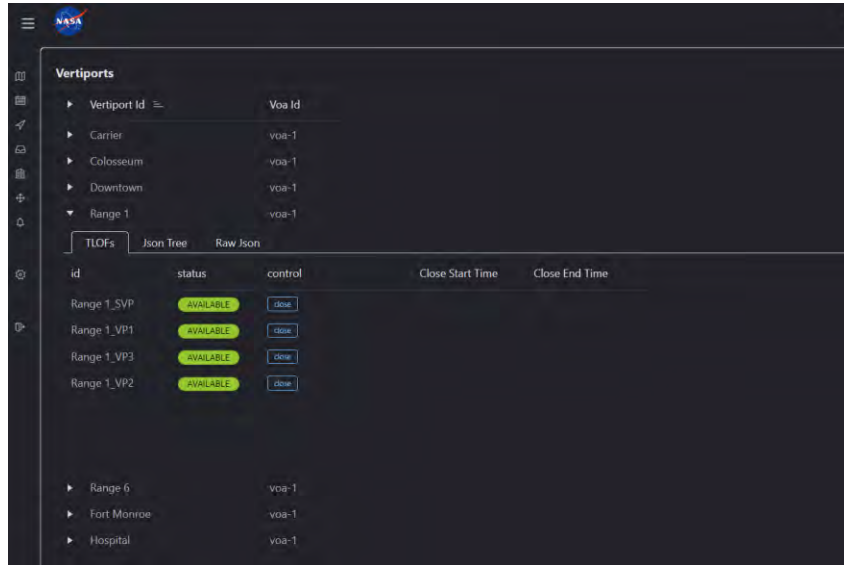 NASA
Vertiports
Vertiport Id Voa Id
Carrier voa-1
Colosseum voa-1
Downtown voa-1
Range 1 voa-1
TLOFs Json Tree Raw Json
id status control Close Start Time Close End Time
Range 1_SVP AVAILABLE close
Range 1_VP1 AVAILABLE close
Range 1_VP3 AVAILABLE close
Range 1_VP2 AVAILABLE close
Range 6 voa-1
Fort Monroe voa-1
Hospital voa-1